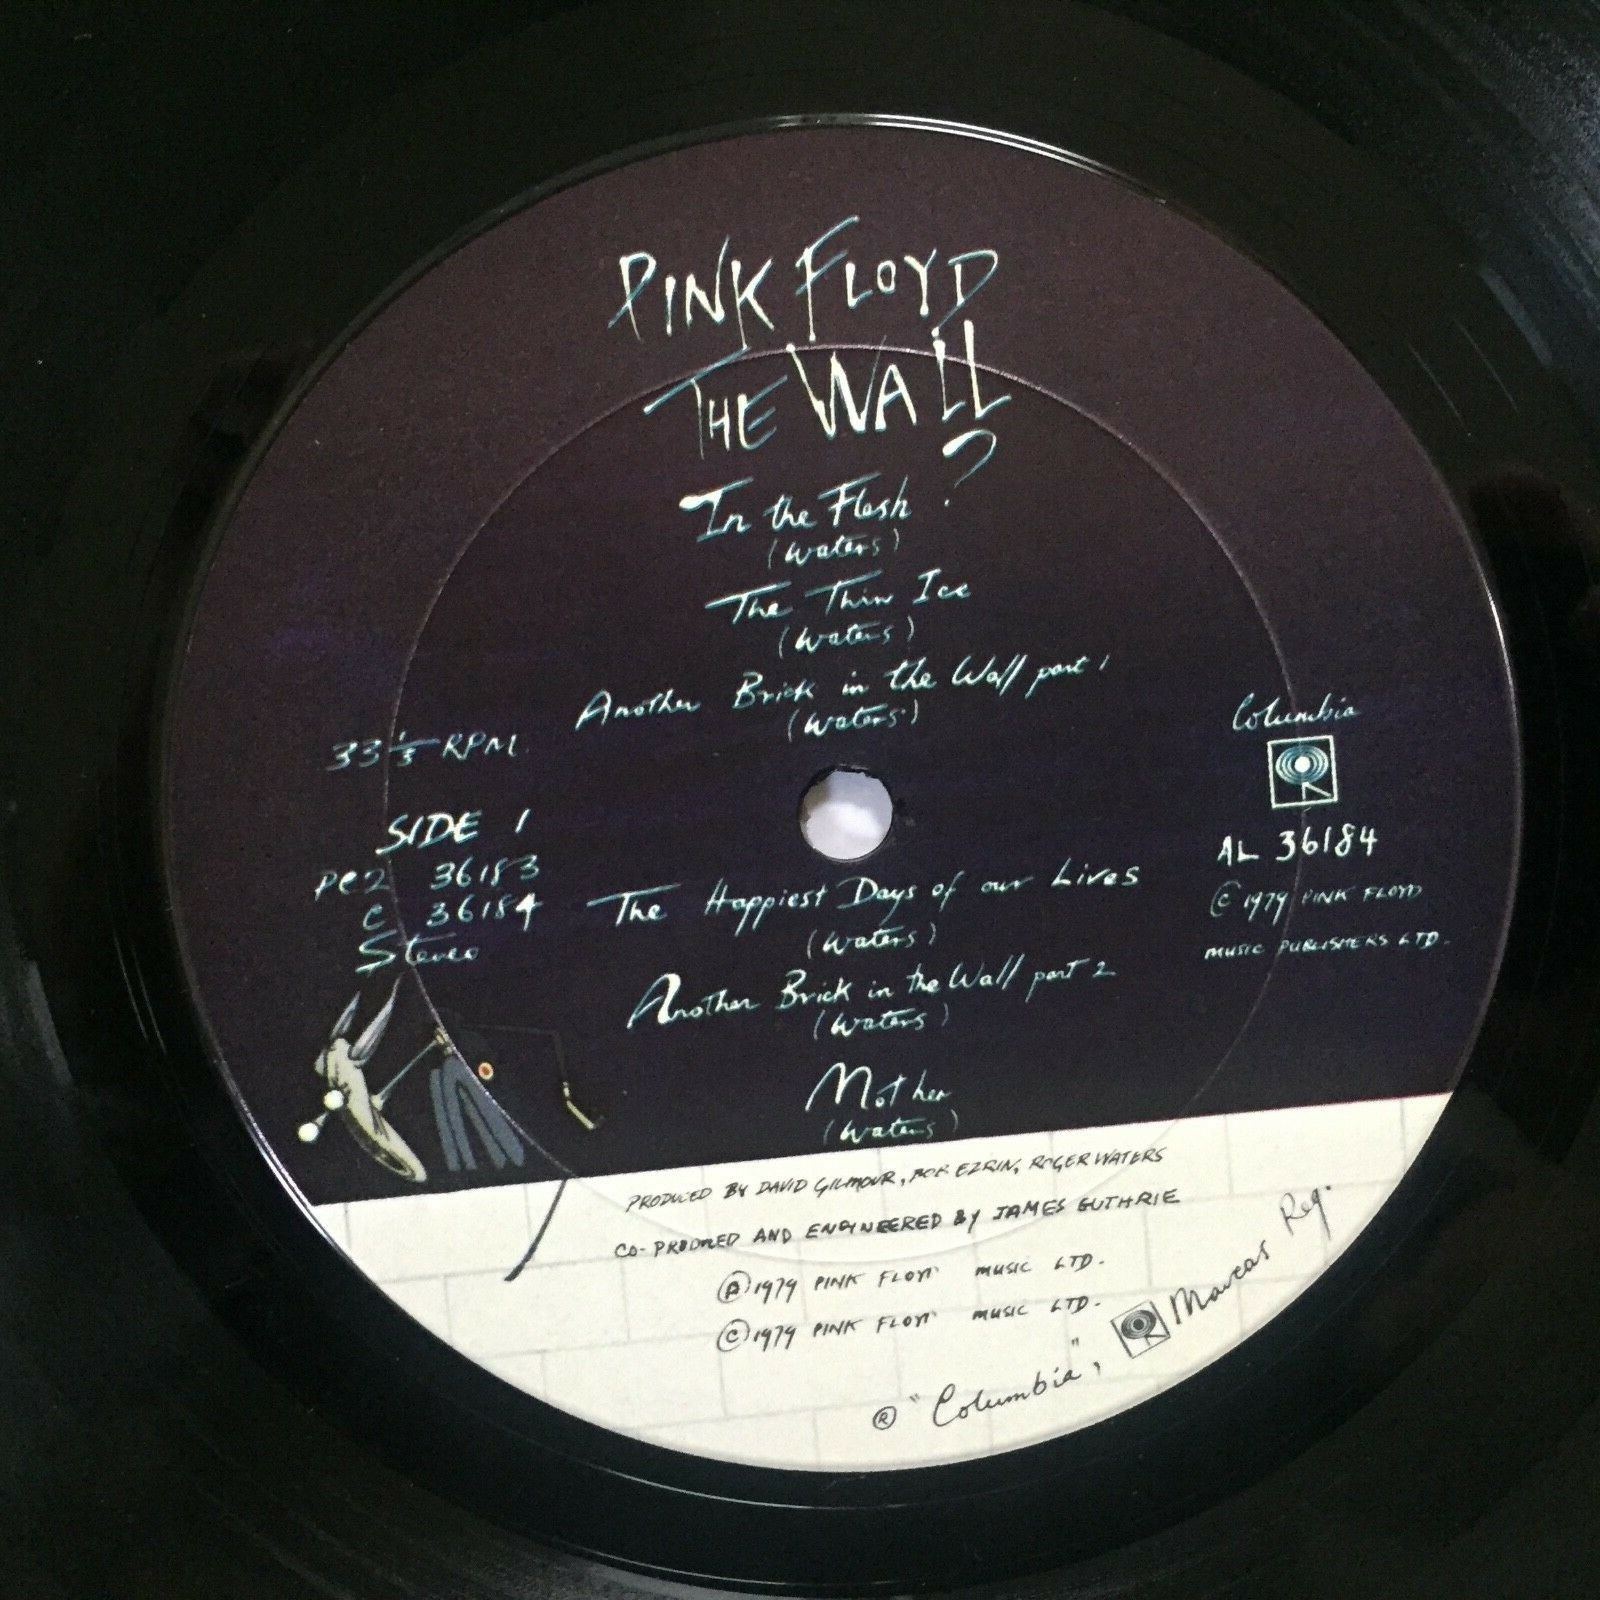 PINK FLOYD
THE WALL
In the Flesh ?
(Waters)
The Thin Ice
(Waters)
Another Brick in the Wall part 1
(Waters)
33 1/3 RPM.
SIDE 1
PC2 36183
C 36184
Stereo
Columbia
AL 36184
© 1979 PINK FLOYD
MUSIC PUBLISHERS LTD.
The Happiest Days of our Lives
(Waters)
Another Brick in the Wall part 2
(Waters)
Mother
(Waters)
PRODUCED BY DAVID GILMOUR, BOB EZRIN, ROGER WATERS
CO-PRODUCED AND ENGINEERED BY JAMES GUTHRIE
Ⓟ 1979 PINK FLOYD MUSIC LTD.
© 1979 PINK FLOYD MUSIC LTD.
® "Columbia", Marcas Reg.